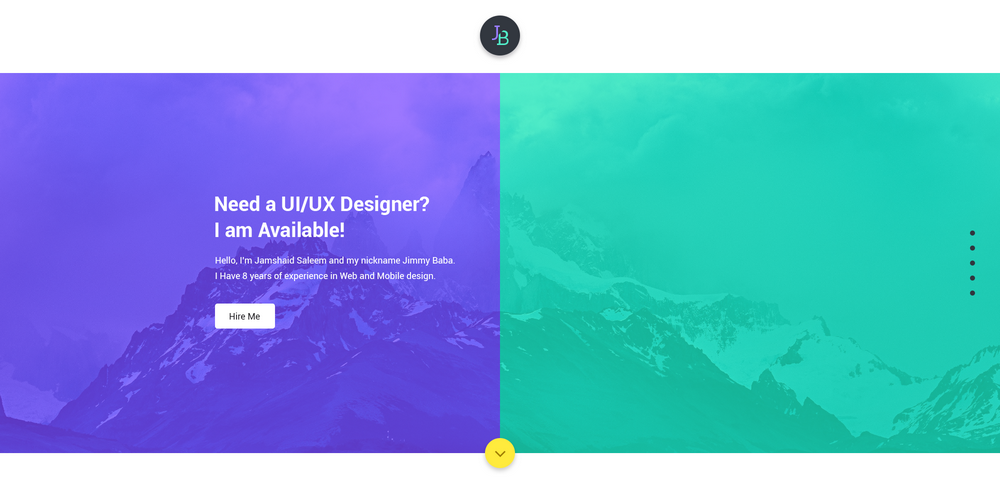 JB
Need a UI/UX Designer?
I am Available!
Hello, I'm Jamshaid Saleem and my nickname Jimmy Baba.
I Have 8 years of experience in Web and Mobile design.
Hire Me